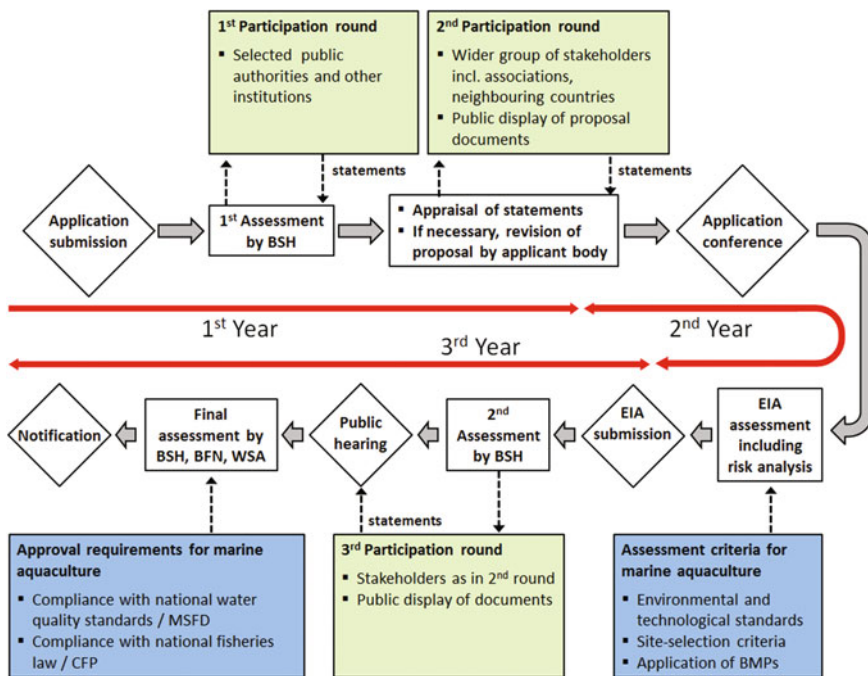 1st Participation round
▪ Selected public
authorities and other
institutions
2nd Participation round
▪ Wider group of stakeholders
incl. associations,
neighbouring countries
▪ Public display of proposal
documents
statements
statements
Application
submission
1st Assessment
by BSH
▪ Appraisal of statements
▪ If necessary, revision of
proposal by applicant body
Application
conference
1st Year
2nd Year
3rd Year
EIA
assessment
including
risk analysis
EIA
submission
2nd
Assessment
by BSH
Public
hearing
Final
assessment by
BSH, BFN, WSA
Notification
statements
Approval requirements for marine
aquaculture
▪ Compliance with national water
quality standards / MSFD
▪ Compliance with national fisheries
law / CFP
3rd Participation round
▪ Stakeholders as in 2nd round
▪ Public display of documents
Assessment criteria for
marine aquaculture
▪ Environmental and
technological standards
▪ Site-selection criteria
▪ Application of BMPs